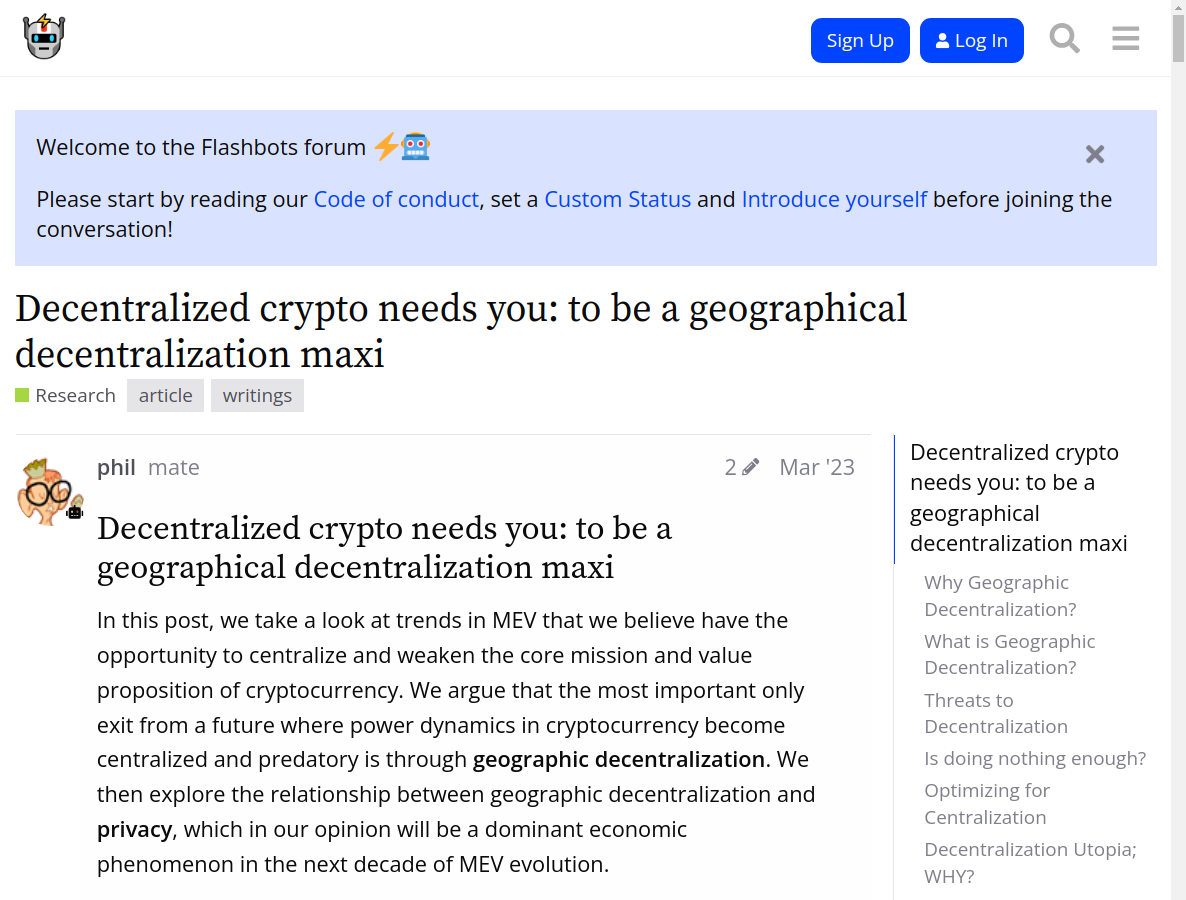 Sign Up
Log In
Welcome to the Flashbots forum
Please start by reading our Code of conduct, set a Custom Status and Introduce yourself before joining the
conversation!
Decentralized crypto needs you: to be a geographical
decentralization maxi
Research article writings
phil mate 2 Mar '23
Decentralized crypto needs you: to be a
geographical decentralization maxi
In this post, we take a look at trends in MEV that we believe have the
opportunity to centralize and weaken the core mission and value
proposition of cryptocurrency. We argue that the most important only
exit from a future where power dynamics in cryptocurrency become
centralized and predatory is through geographic decentralization. We
then explore the relationship between geographic decentralization and
privacy, which in our opinion will be a dominant economic
phenomenon in the next decade of MEV evolution.
Decentralized crypto
needs you: to be a
geographical
decentralization maxi
Why Geographic
Decentralization?
What is Geographic
Decentralization?
Threats to
Decentralization
Is doing nothing enough?
Optimizing for
Centralization
Decentralization Utopia;
WHY?